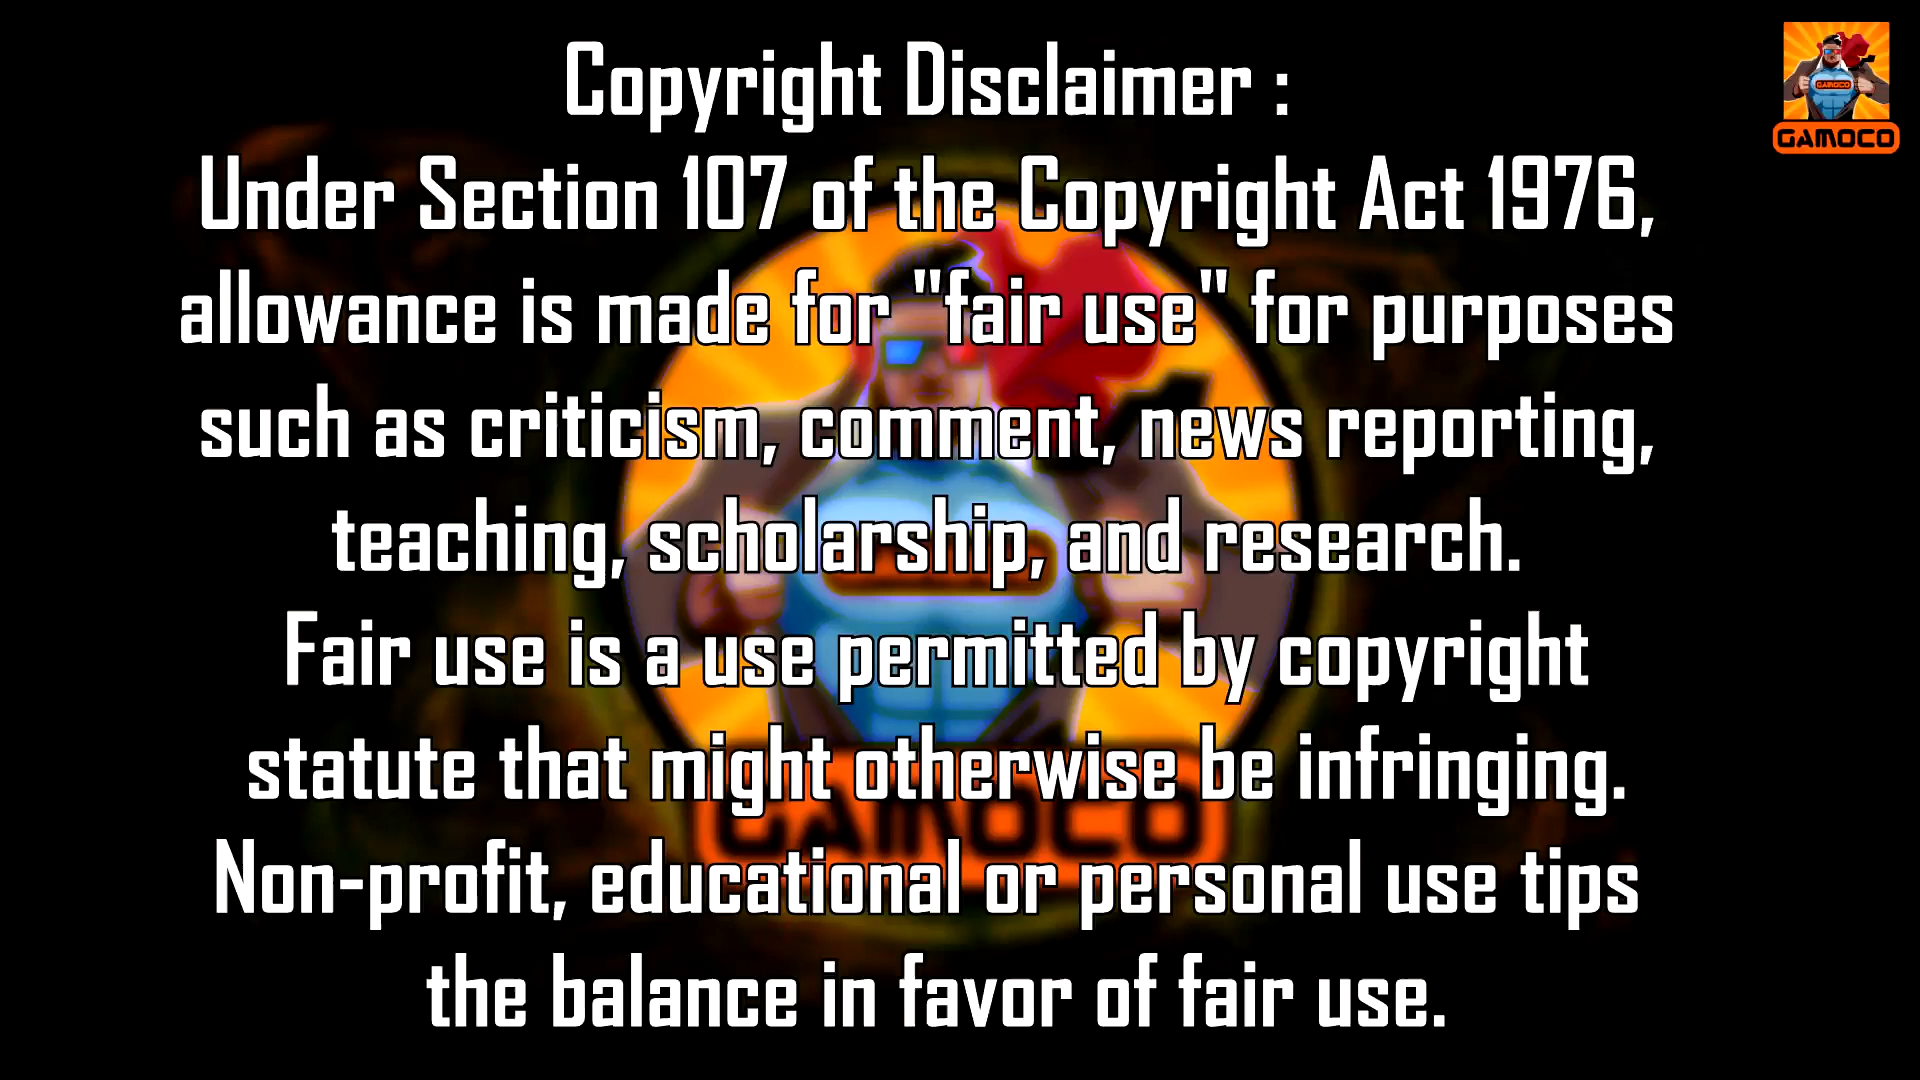 Copyright Disclaimer :
Under Section 107 of the Copyright Act 1976,
allowance is made for "fair use" for purposes
such as criticism, comment, news reporting,
teaching, scholarship, and research.
Fair use is a use permitted by copyright
statute that might otherwise be infringing.
Non-profit, educational or personal use tips
the balance in favor of fair use.
GAMOCO
GAMOCO
GAMOCO